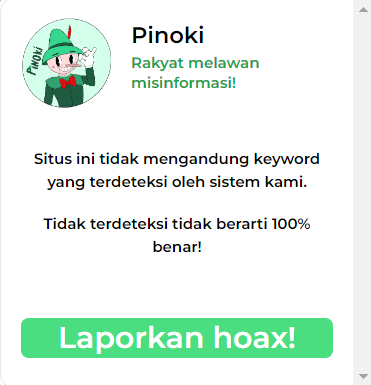 Pinoki
PiNOKi
Rakyat melawan
misinformasi!
Situs ini tidak mengandung keyword
yang terdeteksi oleh sistem kami.
Tidak terdeteksi tidak berarti 100%
benar!
Laporkan hoax!